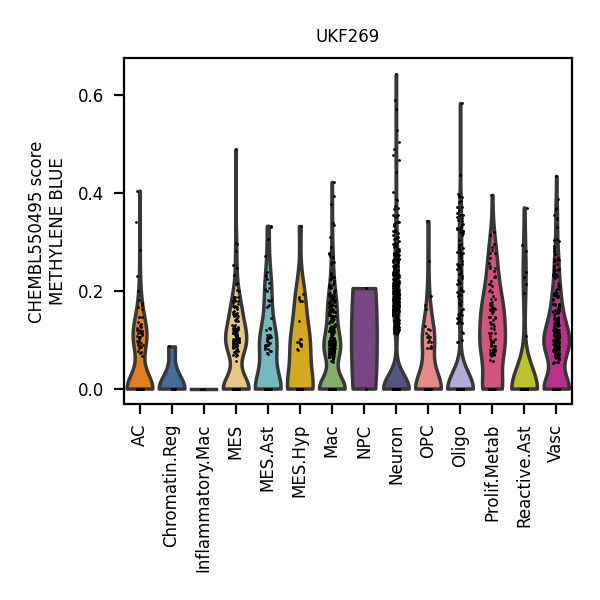 UKF269
CHEMBL550495 score
METHYLENE BLUE
0.6
0.4
0.2
0.0
AC
Chromatin.Reg
Inflammatory.Mac
MES
MES.Ast
MES.Hyp
Mac
NPC
Neuron
OPC
Oligo
Prolif.Metab
Reactive.Ast
Vasc